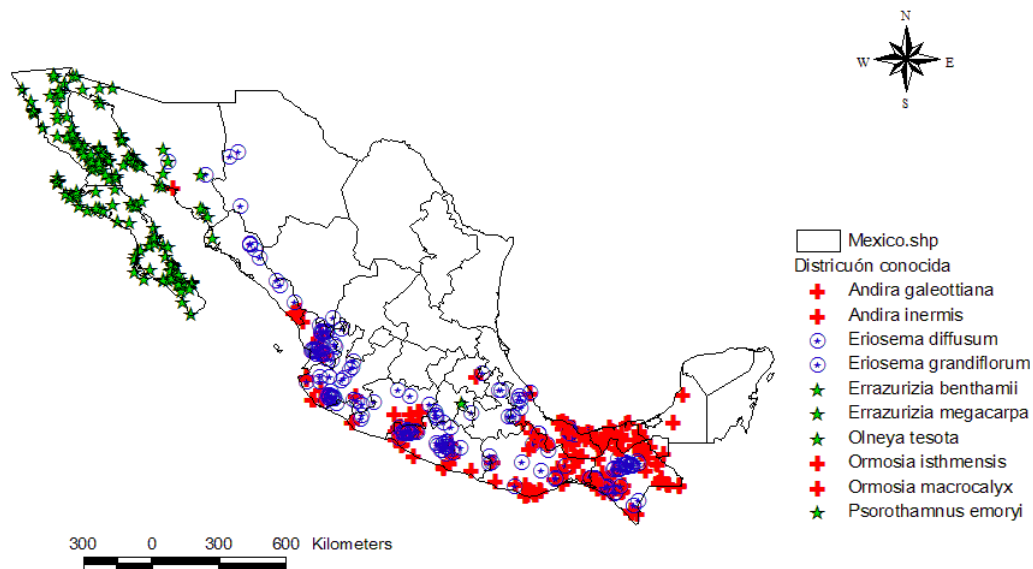 N
W E
S
Mexico.shp
Districuón conocida
Andira galeottiana
Andira inermis
Eriosema diffusum
Eriosema grandiflorum
Errazurizia benthamii
Errazurizia megacarpa
Olneya tesota
Ormosia isthmensis
Ormosia macrocalyx
Psorothamnus emoryi
300 0 300 600 Kilometers